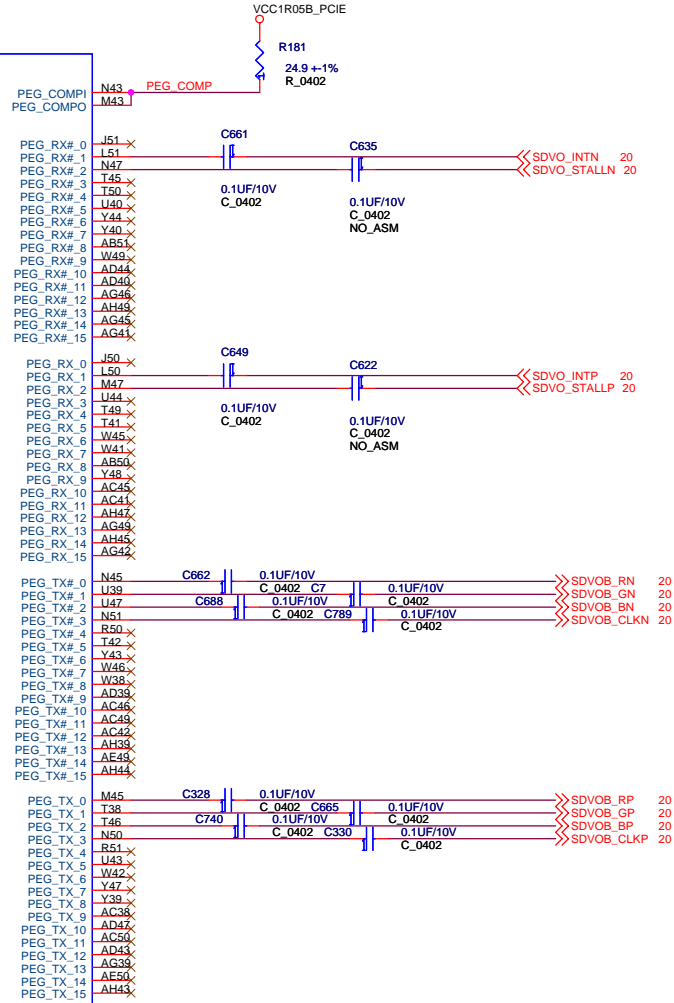 VCC1R05B_PCIE
R181
24.9 +-1%
R_0402
PEG_COMPI N43 PEG_COMP
PEG_COMPO M43
PEG_RX#_0 J51
PEG_RX#_1 L51 C661 C635 SDVO_INTN 20
PEG_RX#_2 N47 SDVO_STALLN 20
PEG_RX#_3 T45
PEG_RX#_4 T50 0.1UF/10V 0.1UF/10V
PEG_RX#_5 U40 C_0402 C_0402
PEG_RX#_6 Y44 NO_ASM
PEG_RX#_7 Y40
PEG_RX#_8 AB51
PEG_RX#_9 W49
PEG_RX#_10 AD44
PEG_RX#_11 AD40
PEG_RX#_12 AG46
PEG_RX#_13 AH49
PEG_RX#_14 AG45
PEG_RX#_15 AG41
PEG_RX_0 J50 C649 C622
PEG_RX_1 L50 SDVO_INTP 20
PEG_RX_2 M47 SDVO_STALLP 20
PEG_RX_3 U44
PEG_RX_4 T49 0.1UF/10V 0.1UF/10V
PEG_RX_5 T41 C_0402 C_0402
PEG_RX_6 W45 NO_ASM
PEG_RX_7 W41
PEG_RX_8 AB50
PEG_RX_9 Y48
PEG_RX_10 AC45
PEG_RX_11 AC41
PEG_RX_12 AH47
PEG_RX_13 AG49
PEG_RX_14 AH45
PEG_RX_15 AG42
PEG_TX#_0 N45 C662 0.1UF/10V SDVOB_RN 20
PEG_TX#_1 U39 C_0402 C7 0.1UF/10V SDVOB_GN 20
PEG_TX#_2 U47 C688 0.1UF/10V C_0402 SDVOB_BN 20
PEG_TX#_3 N51 C_0402 C789 0.1UF/10V SDVOB_CLKN 20
PEG_TX#_4 R50 C_0402
PEG_TX#_5 T42
PEG_TX#_6 Y43
PEG_TX#_7 W46
PEG_TX#_8 W38
PEG_TX#_9 AD39
PEG_TX#_10 AC46
PEG_TX#_11 AC49
PEG_TX#_12 AC42
PEG_TX#_13 AH39
PEG_TX#_14 AE49
PEG_TX#_15 AH44
PEG_TX_0 M45 C328 0.1UF/10V SDVOB_RP 20
PEG_TX_1 T38 C_0402 C665 0.1UF/10V SDVOB_GP 20
PEG_TX_2 T46 C740 0.1UF/10V C_0402 SDVOB_BP 20
PEG_TX_3 N50 C_0402 C330 0.1UF/10V SDVOB_CLKP 20
PEG_TX_4 R51 C_0402
PEG_TX_5 U43
PEG_TX_6 W42
PEG_TX_7 Y47
PEG_TX_8 Y39
PEG_TX_9 AC38
PEG_TX_10 AD47
PEG_TX_11 AC50
PEG_TX_12 AD43
PEG_TX_13 AG39
PEG_TX_14 AE50
PEG_TX_15 AH43